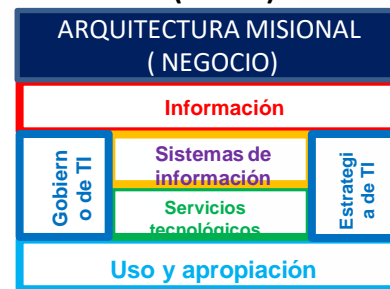 ARQUITECTURA MISIONAL
( NEGOCIO)
Información
Gobiern
o de TI
Sistemas de
información
Servicios
tecnológicos
Estrategi
a de TI
Uso y apropiación